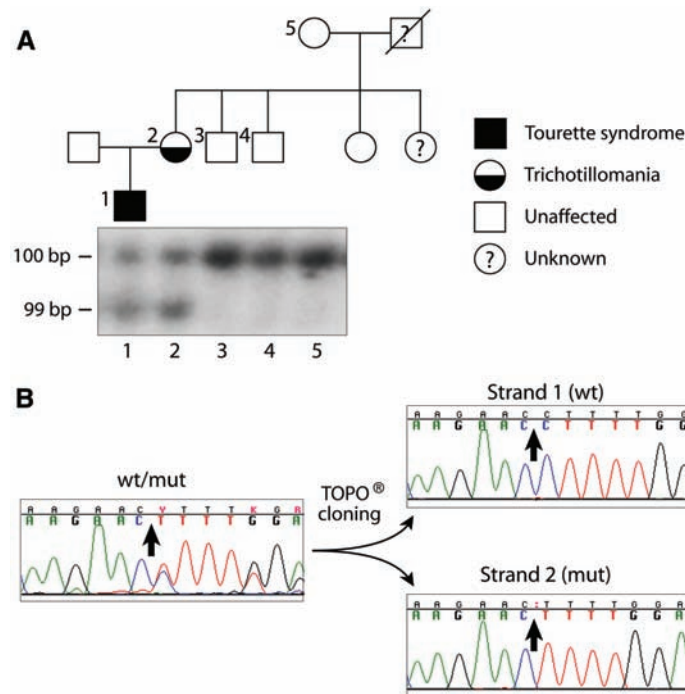 A
5
?
2
3
4
?
1
Tourette syndrome
Trichotillomania
Unaffected
? Unknown
100 bp
99 bp
1 2 3 4 5
B
wt/mut
A A G A A C Y T T T K G R
A A G A A C T T T T G G A
TOPO®
cloning
Strand 1 (wt)
A A G A A C C T T T T G G
A A G A A C C T T T T G G
Strand 2 (mut)
A A G A A C : T T T T G G A
A A G A A C T T T T G G A